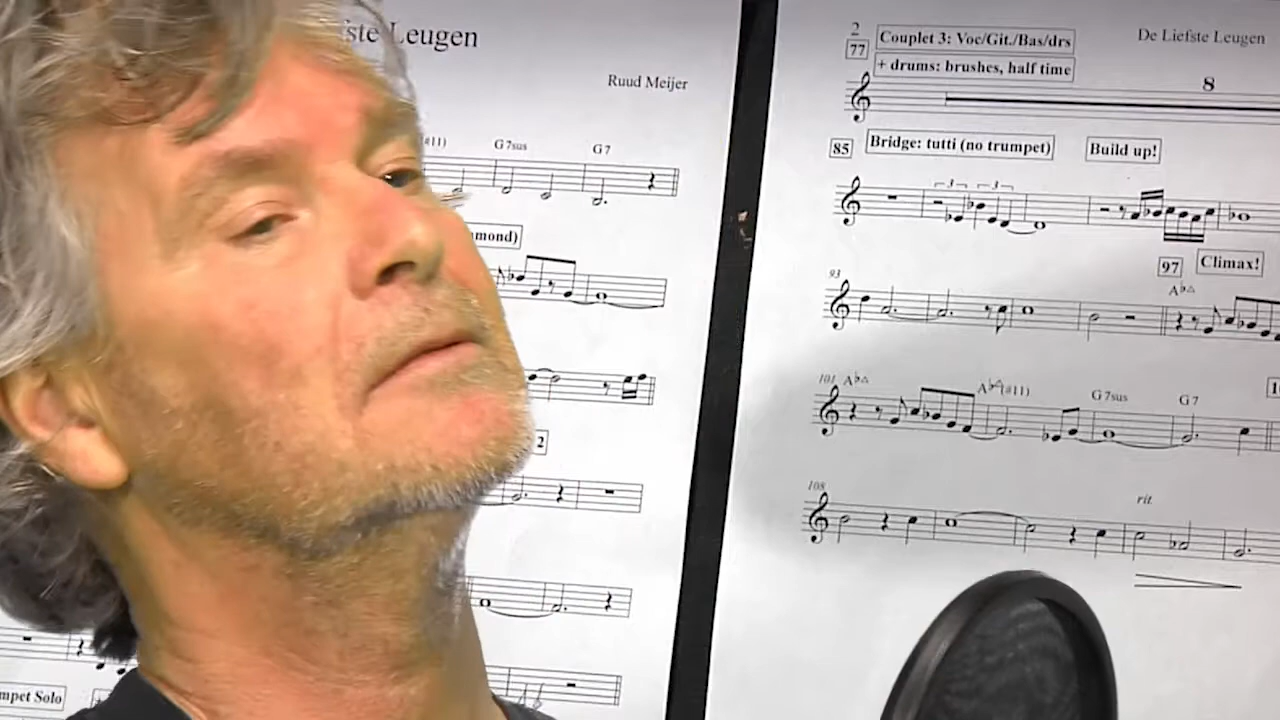 Leugen
Ruud Meijer
G7sus
G7
2
mpet Solo
2
De Liefste Leugen
77
Couplet 3: Voc/Git./Bas/drs
+ drums: brushes, half time
8
85
Bridge: tutti (no trumpet)
Build up!
3
3
97
Climax!
93
A♭△
101
A♭△
A♭△(#11)
G7sus
G7
108
rit.